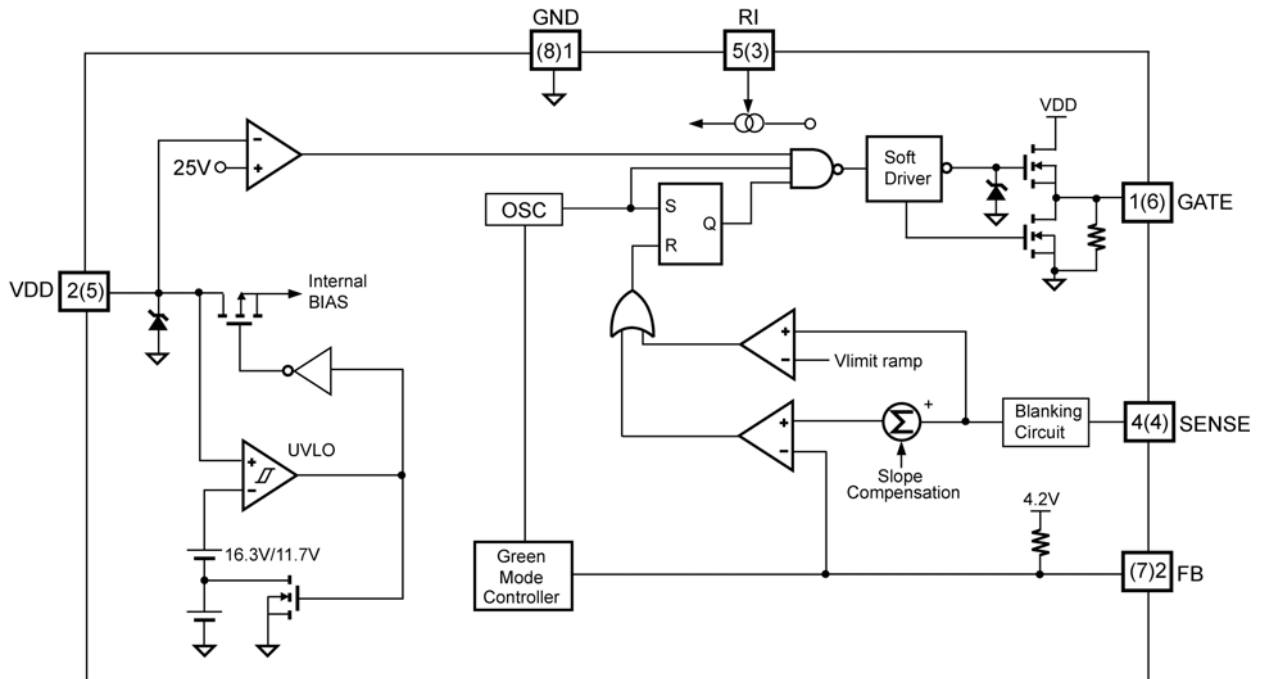 GND
RI
(8)1
5(3)
VDD
25V
-
+
Soft
Driver
OSC
S
Q
R
1(6)
GATE
VDD
2(5)
Internal
BIAS
+
-
Vlimit ramp
+
Blanking
Circuit
4(4)
SENSE
+
-
Σ
Slope
Compensation
UVLO
+
-
4.2V
16.3V/11.7V
Green
Mode
Controller
(7)2
FB